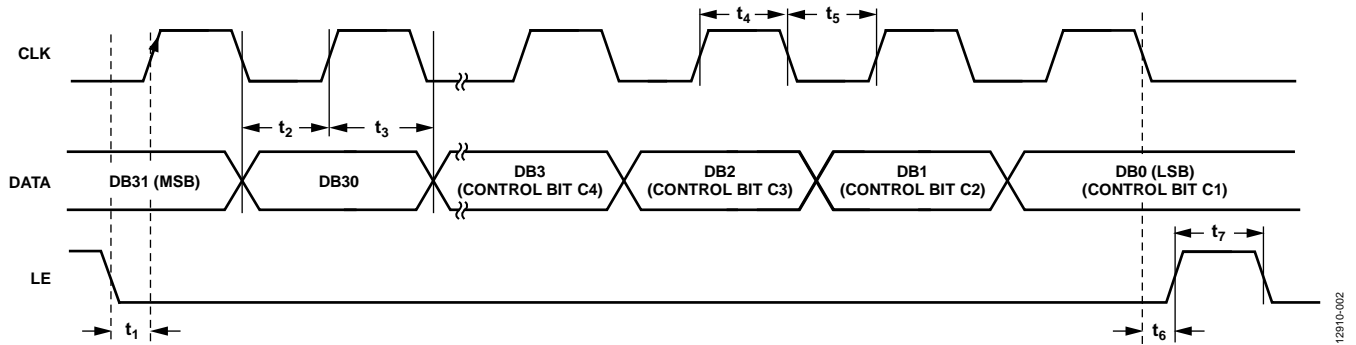 t4
t5
CLK
t2
t3
DATA
DB31 (MSB)
DB30
DB3
(CONTROL BIT C4)
DB2
(CONTROL BIT C3)
DB1
(CONTROL BIT C2)
DB0 (LSB)
(CONTROL BIT C1)
t7
LE
t1
t6
12910-002